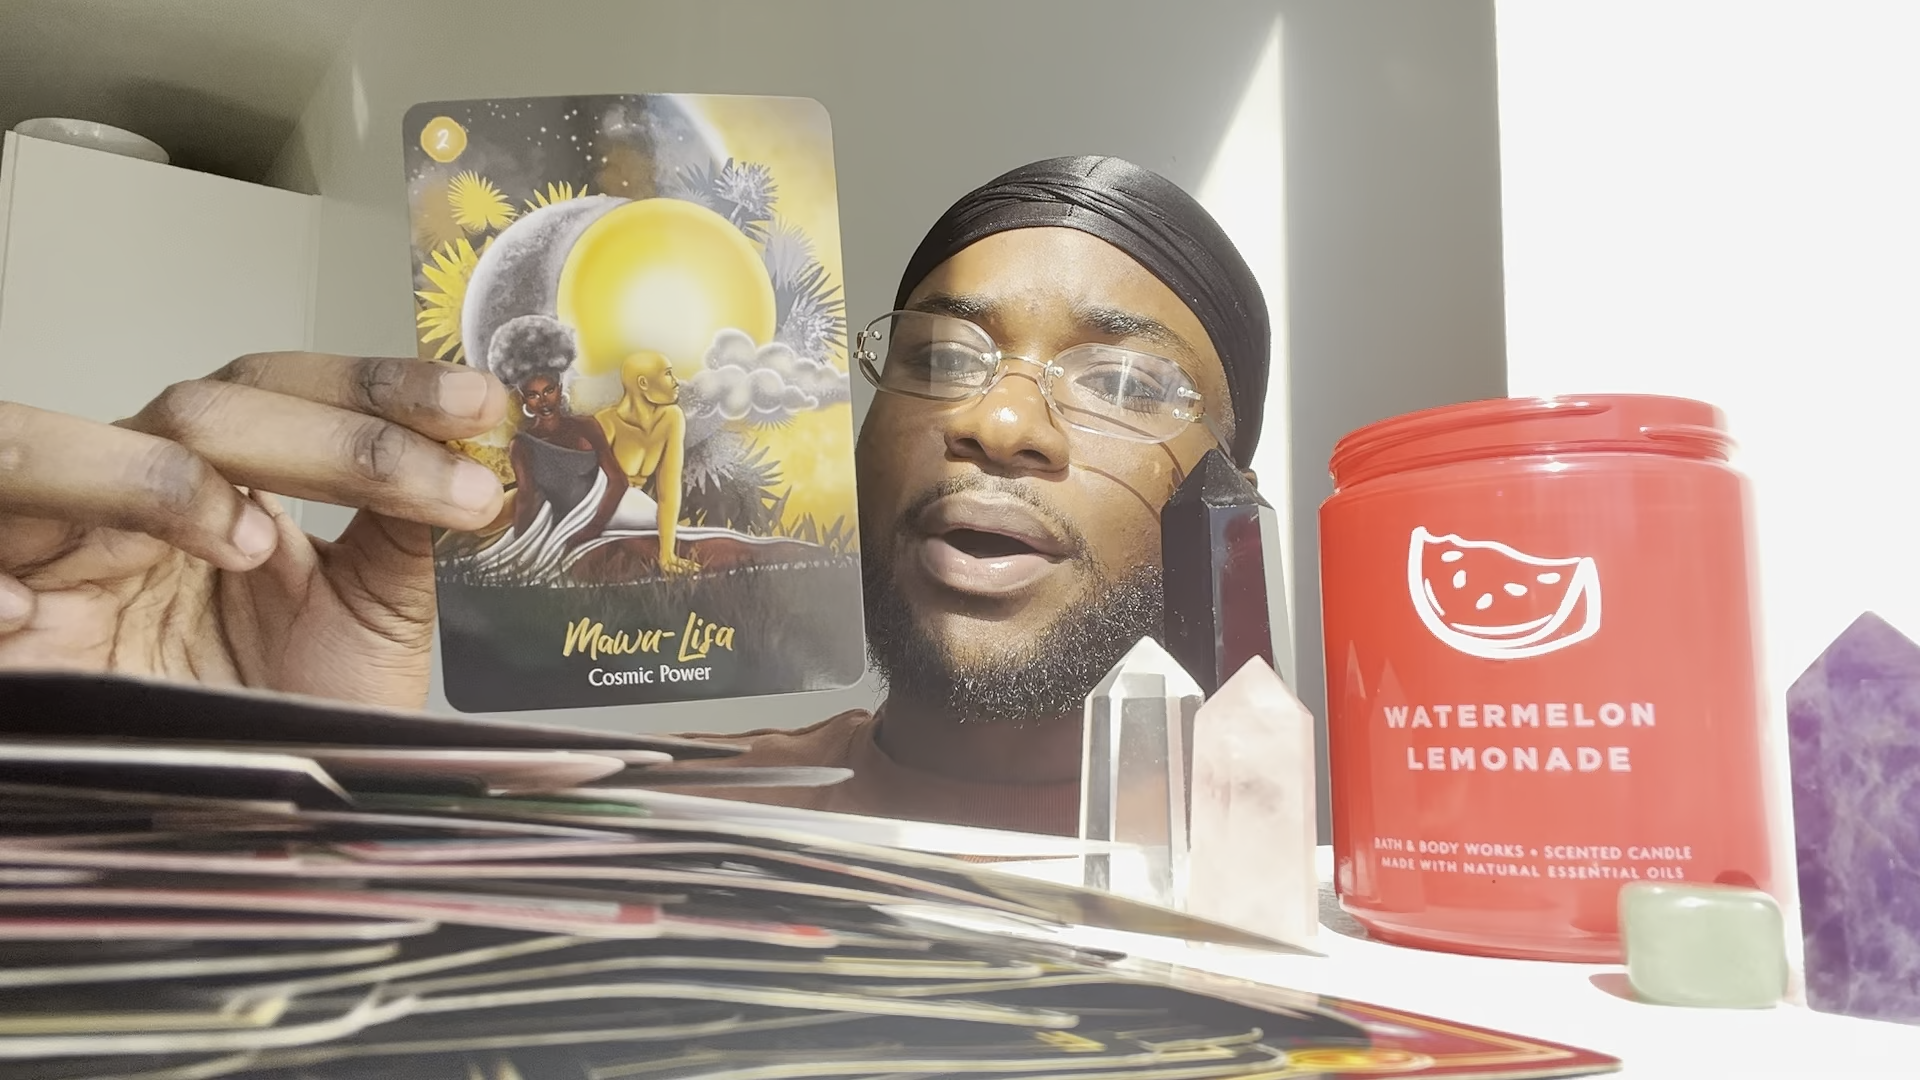 2
Mawu-Lisa
Cosmic Power
WATERMELON
LEMONADE
BATH & BODY WORKS • SCENTED CANDLE
MADE WITH NATURAL ESSENTIAL OILS